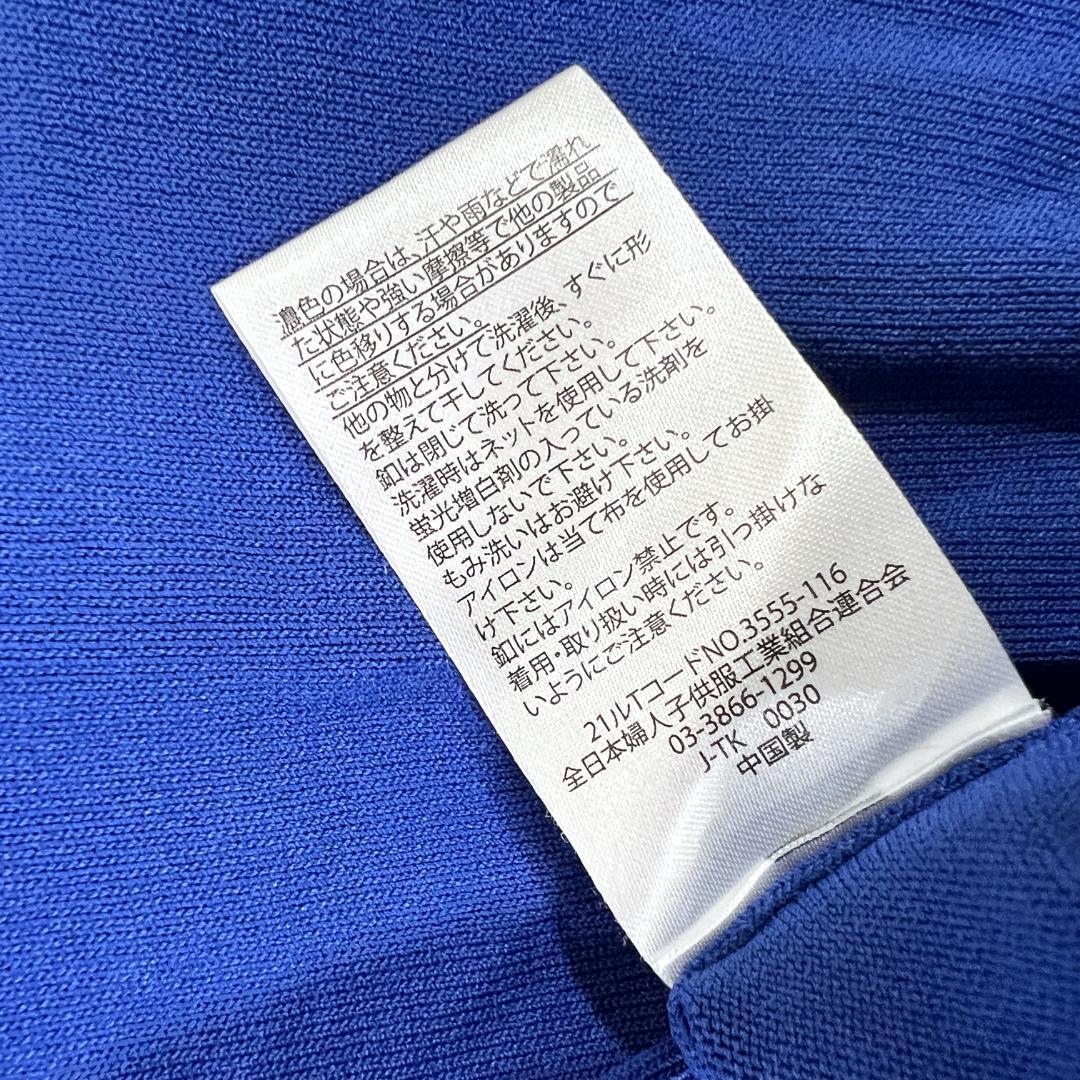 濃色の場合は、汗や雨などで濡れ
た状態や強い摩擦等で他の製品
に色移りする場合がありますので
ご注意ください。
他の物と分けて洗濯後、すぐに形
を整えて干してください。
釦は閉じて洗って下さい。
洗濯時はネットを使用して下さい。
蛍光増白剤の入っている洗剤を
使用しないで下さい。
もみ洗いはお避け下さい。
アイロンは当て布を使用してお掛
け下さい。
釦にはアイロン禁止です。
着用・取り扱い時には引っ掛けな
いようにご注意ください。
21ルTコードNO.3555-116
全日本婦人子供服工業組合連合会
03-3866-1299
J-TK 0030
中国製